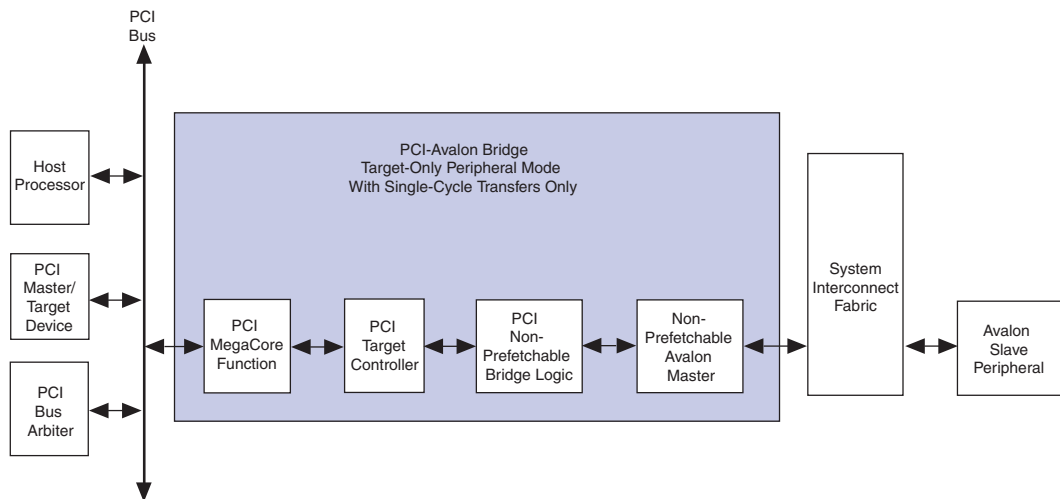 PCI
Bus
Host
Processor
PCI
Master/
Target
Device
PCI
Bus
Arbiter
PCI-Avalon Bridge
Target-Only Peripheral Mode
With Single-Cycle Transfers Only
PCI
MegaCore
Function
PCI
Target
Controller
PCI
Non-
Prefetchable
Bridge Logic
Non-
Prefetchable
Avalon
Master
System
Interconnect
Fabric
Avalon
Slave
Peripheral